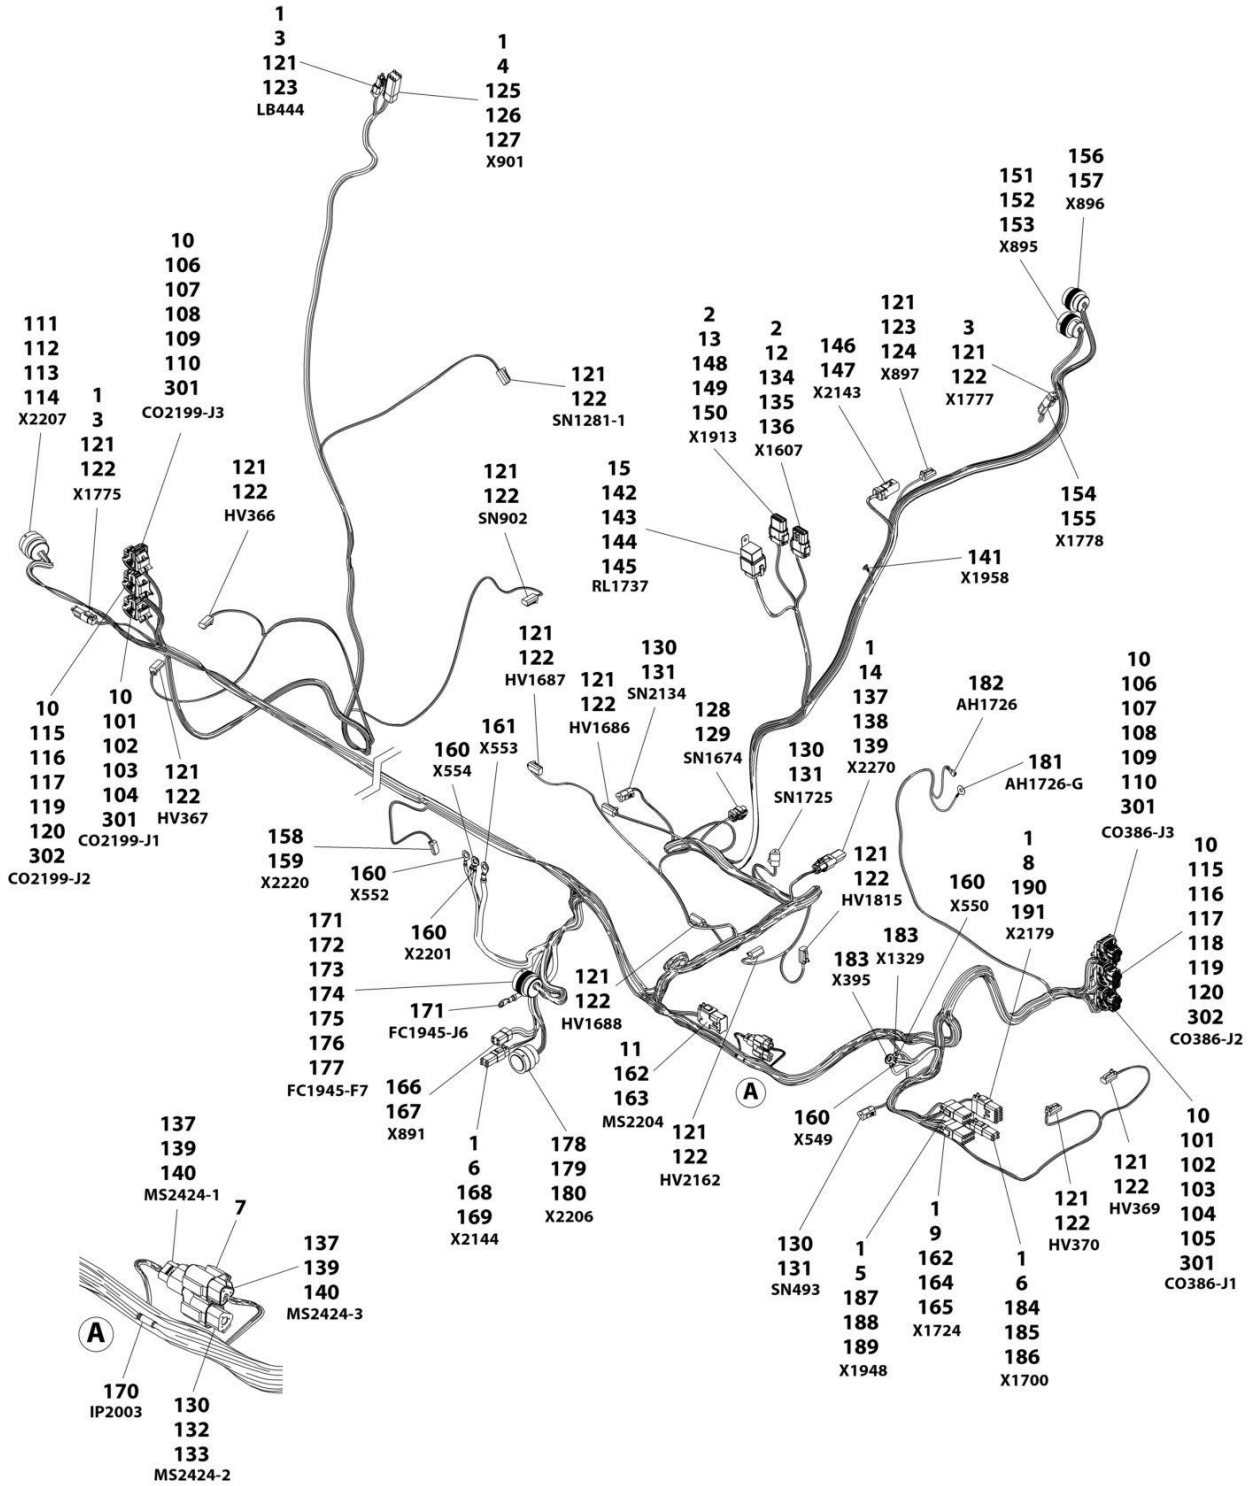 1
3
121
123
LB444
1
4
125
126
127
X901
156
157
X896
151
152
153
X895
10
106
107
108
109
110
301
CO2199-J3
111
112
113
114
X2207
1
3
121
122
X1775
121
122
HV366
121
122
SN1281-1
121
122
SN902
2
13
148
149
150
X1913
2
12
134
135
136
X1607
146
147
X2143
121
123
124
X897
3
121
122
X1777
15
142
143
144
145
RL1737
154
155
X1778
141
X1958
10
115
116
117
119
120
302
CO2199-J2
10
101
102
103
104
301
CO2199-J1
121
122
HV367
160
X554
161
X553
121
122
HV1687
121
122
HV1686
130
131
SN2134
128
129
SN1674
130
131
SN1725
1
14
137
138
139
X2270
182
AH1726
181
AH1726-G
10
106
107
108
109
110
301
CO386-J3
158
159
X2220
160
X552
160
X2201
121
122
HV1815
183
X395
183
X1329
160
X550
1
8
190
191
X2179
10
115
116
117
118
119
120
302
CO386-J2
171
172
173
174
175
176
177
FC1945-F7
171
FC1945-J6
121
122
HV1688
166
167
X891
1
6
168
169
X2144
178
179
180
X2206
11
162
163
MS2204
121
122
HV2162
A
160
X549
130
131
SN493
1
5
187
188
189
X1948
1
9
162
164
165
X1724
1
6
184
185
186
X1700
121
122
HV370
121
122
HV369
10
101
102
103
104
105
301
CO386-J1
137
139
140
MS2424-1
7
137
139
140
MS2424-3
A
170
IP2003
130
132
133
MS2424-2